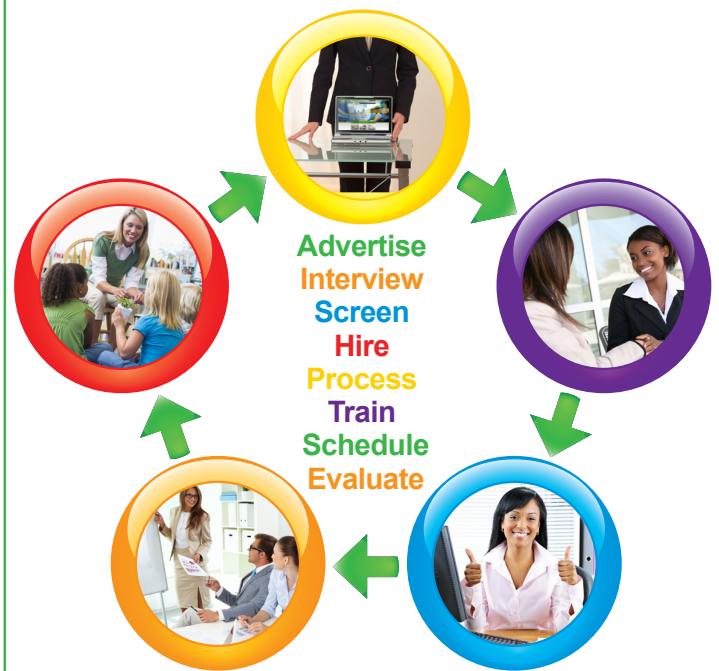 Advertise
Interview
Screen
Hire
Process
Train
Schedule
Evaluate